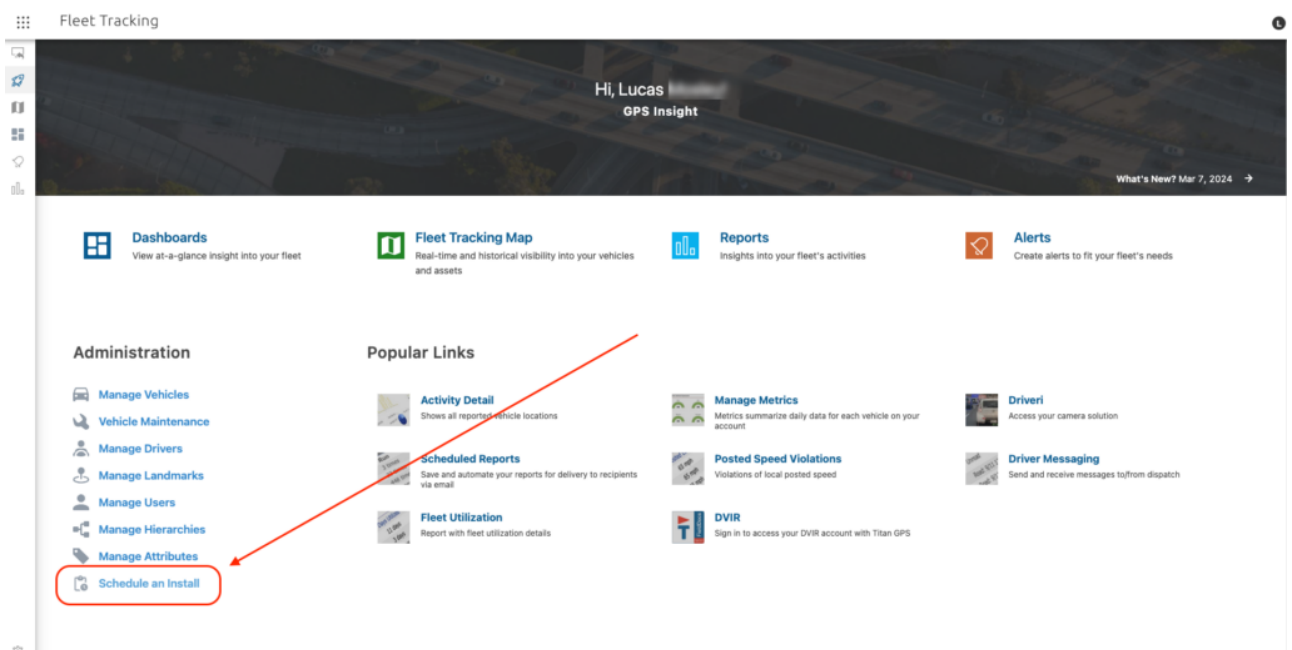 Fleet Tracking
L
Hi, Lucas
GPS Insight
What's New? Mar 7, 2024
Dashboards
View at-a-glance insight into your fleet
Fleet Tracking Map
Real-time and historical visibility into your vehicles
and assets
Reports
Insights into your fleet's activities
Alerts
Create alerts to fit your fleet's needs
Administration
Manage Vehicles
Vehicle Maintenance
Manage Drivers
Manage Landmarks
Manage Users
Manage Hierarchies
Manage Attributes
Schedule an Install
Popular Links
Activity Detail
Shows all reported vehicle locations
Manage Metrics
Metrics summarize daily data for each vehicle on your
account
Driveri
Access your camera solution
Scheduled Reports
Save and automate your reports for delivery to recipients
via email
Posted Speed Violations
Violations of local posted speed
Driver Messaging
Send and receive messages to/from dispatch
Fleet Utilization
Report with fleet utilization details
DVIR
Sign in to access your DVIR account with Titan GPS